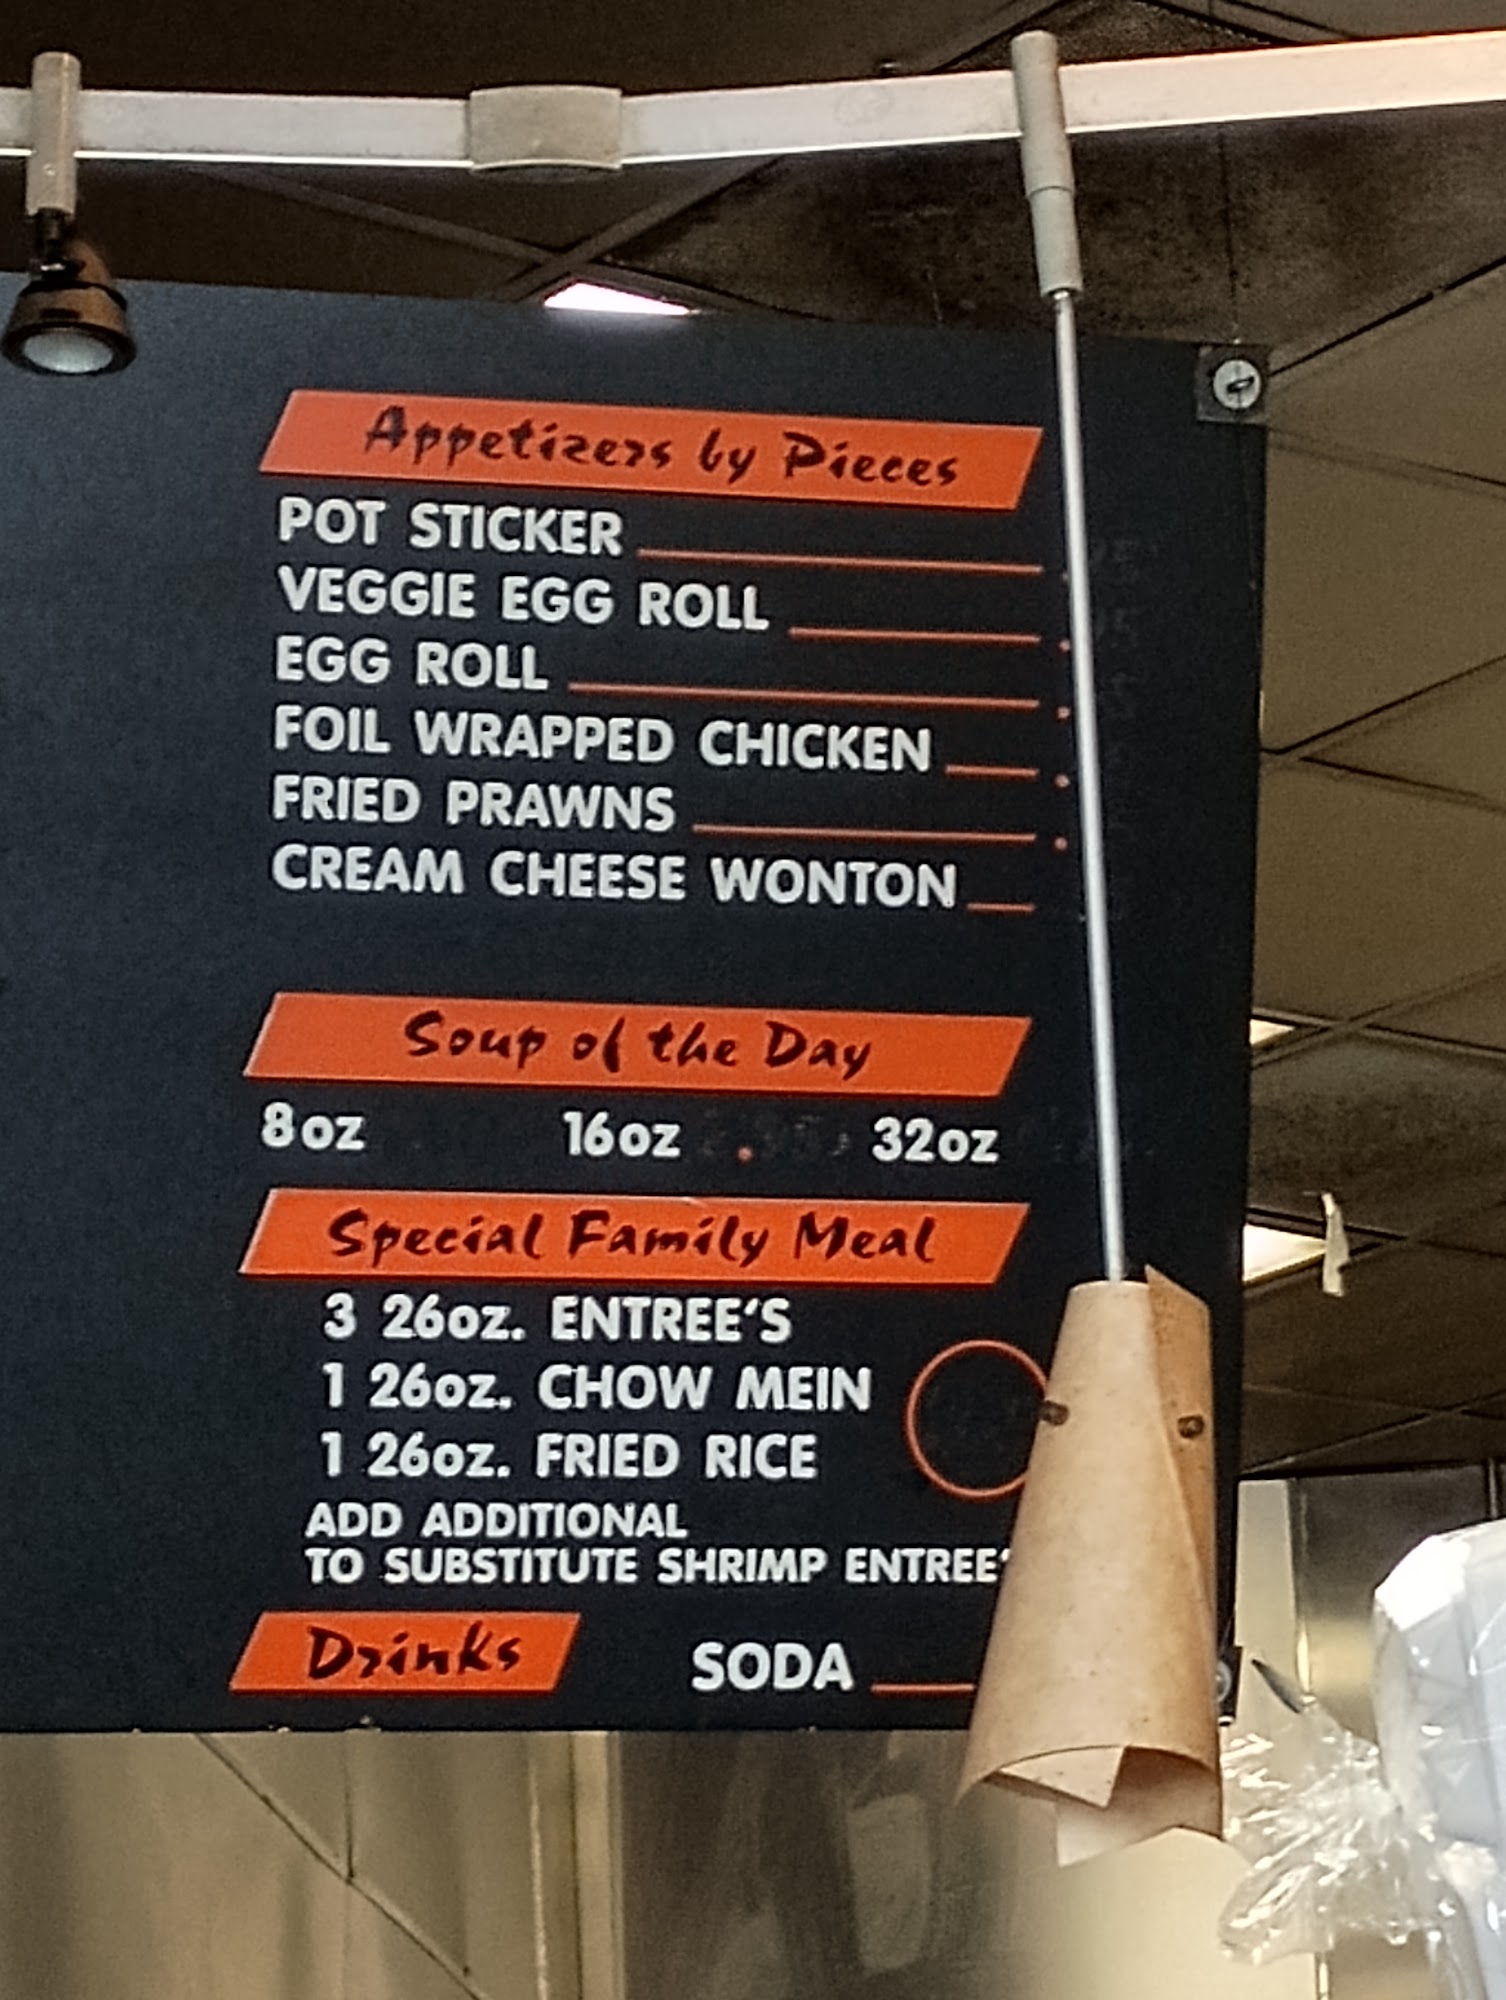 Appetizers by Pieces
POT STICKER
VEGGIE EGG ROLL
EGG ROLL
FOIL WRAPPED CHICKEN
FRIED PRAWNS
CREAM CHEESE WONTON
Soup of the Day
8oz 16oz 32oz
Special Family Meal
3 26oz. ENTREE'S
1 26oz. CHOW MEIN
1 26oz. FRIED RICE
ADD ADDITIONAL
TO SUBSTITUTE SHRIMP
Drinks SODA